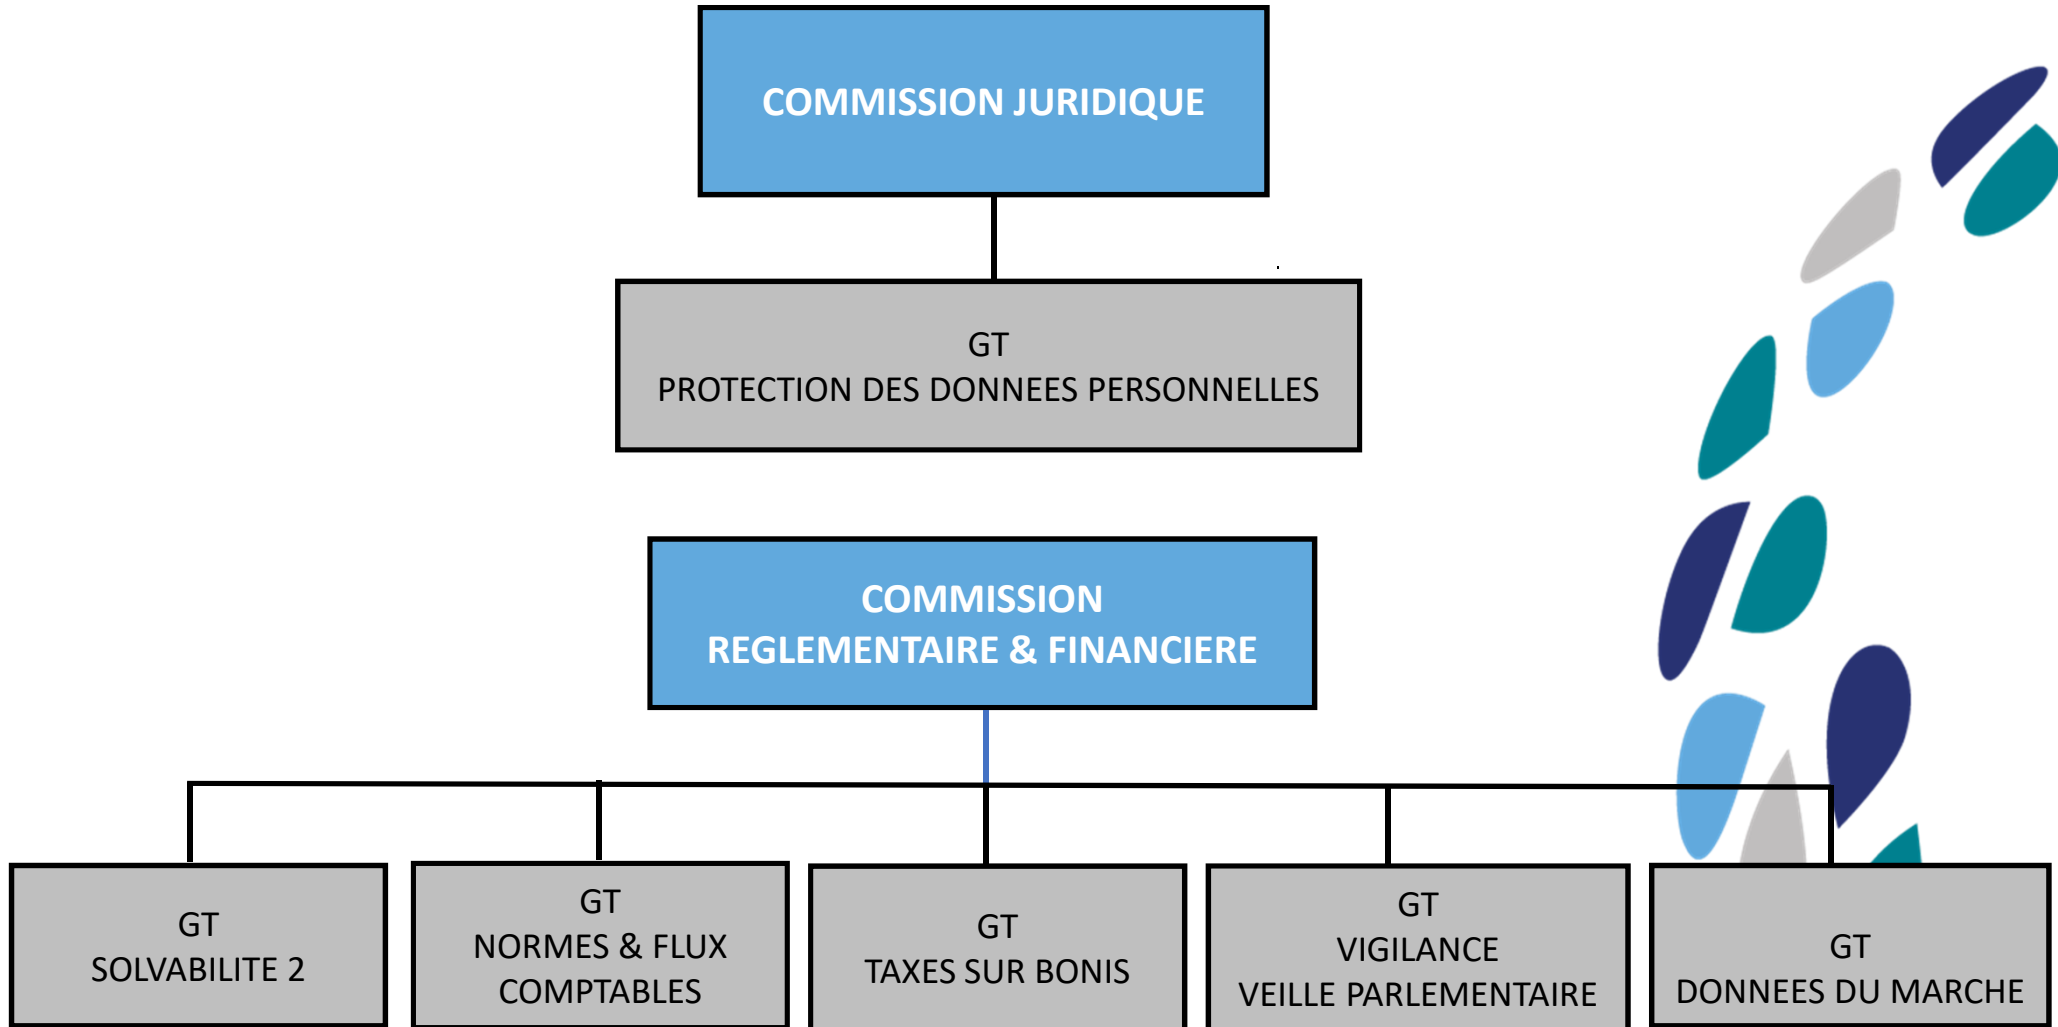 COMMISSION JURIDIQUE
GT
PROTECTION DES DONNEES PERSONNELLES
COMMISSION
REGLEMENTAIRE & FINANCIERE
GT
SOLVABILITE 2
GT
NORMES & FLUX
COMPTABLES
GT
TAXES SUR BONIS
GT
VIGILANCE
VEILLE PARLEMENTAIRE
GT
DONNEES DU MARCHE